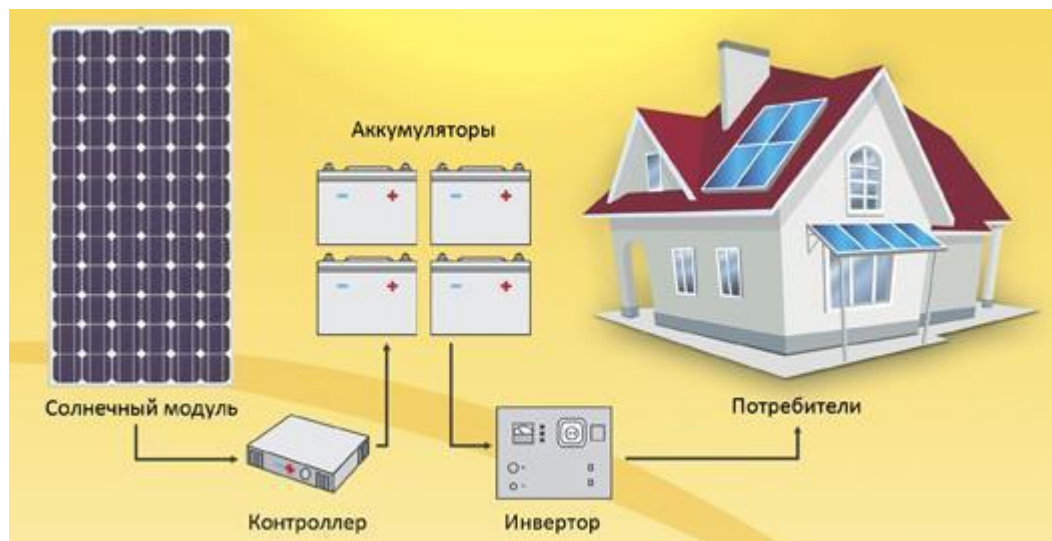 Аккумуляторы
Солнечный модуль
Потребители
Контроллер
Инвертор